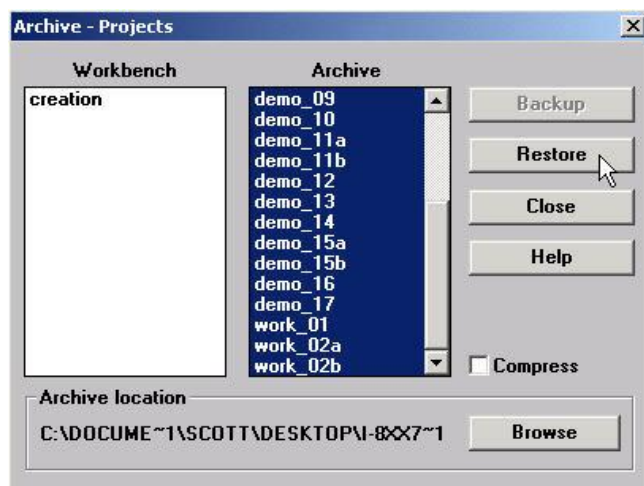 Archive - Projects
Workbench
Archive
creation
demo_09
demo_10
demo_11a
demo_11b
demo_12
demo_13
demo_14
demo_15a
demo_15b
demo_16
demo_17
work_01
work_02a
work_02b
Backup
Restore
Close
Help
Compress
Archive location
C:\DOCUME~1\SCOTT\DESKTOP\I-8XX7~1
Browse